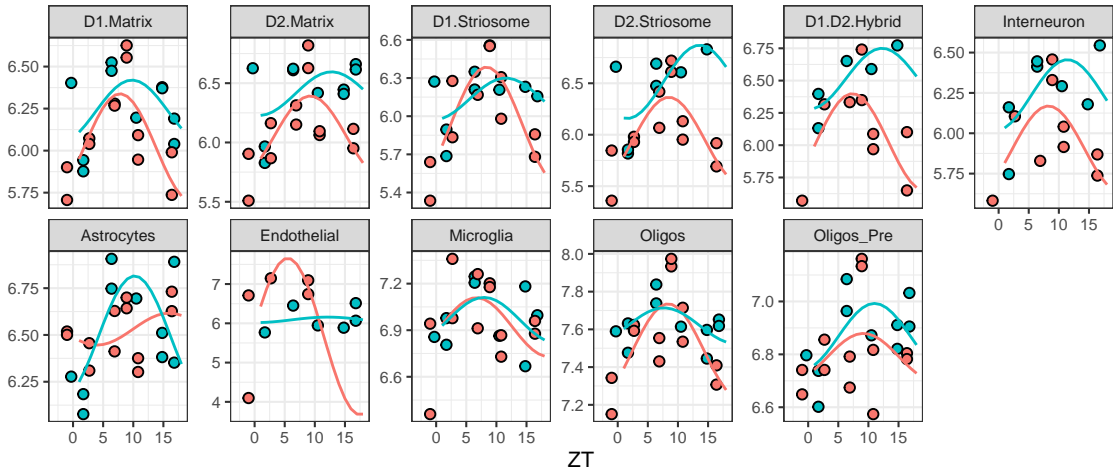 D1.Matrix D2.Matrix D1.Striosome D2.Striosome D1.D2.Hybrid Interneuron
6.50 6.25 6.00 5.75
6.5 6.0 5.5
6.6 6.3 6.0 5.7 5.4
6.5 6.0 5.5
6.75 6.50 6.25 6.00 5.75
6.50 6.25 6.00 5.75
0 5 10 15
Astrocytes Endothelial Microglia Oligos Oligos_Pre
6.75 6.50 6.25
7 6 5 4
7.2 6.9 6.6
8.0 7.8 7.6 7.4 7.2
7.0 6.8 6.6
0 5 10 15 0 5 10 15 0 5 10 15 0 5 10 15 0 5 10 15
ZT